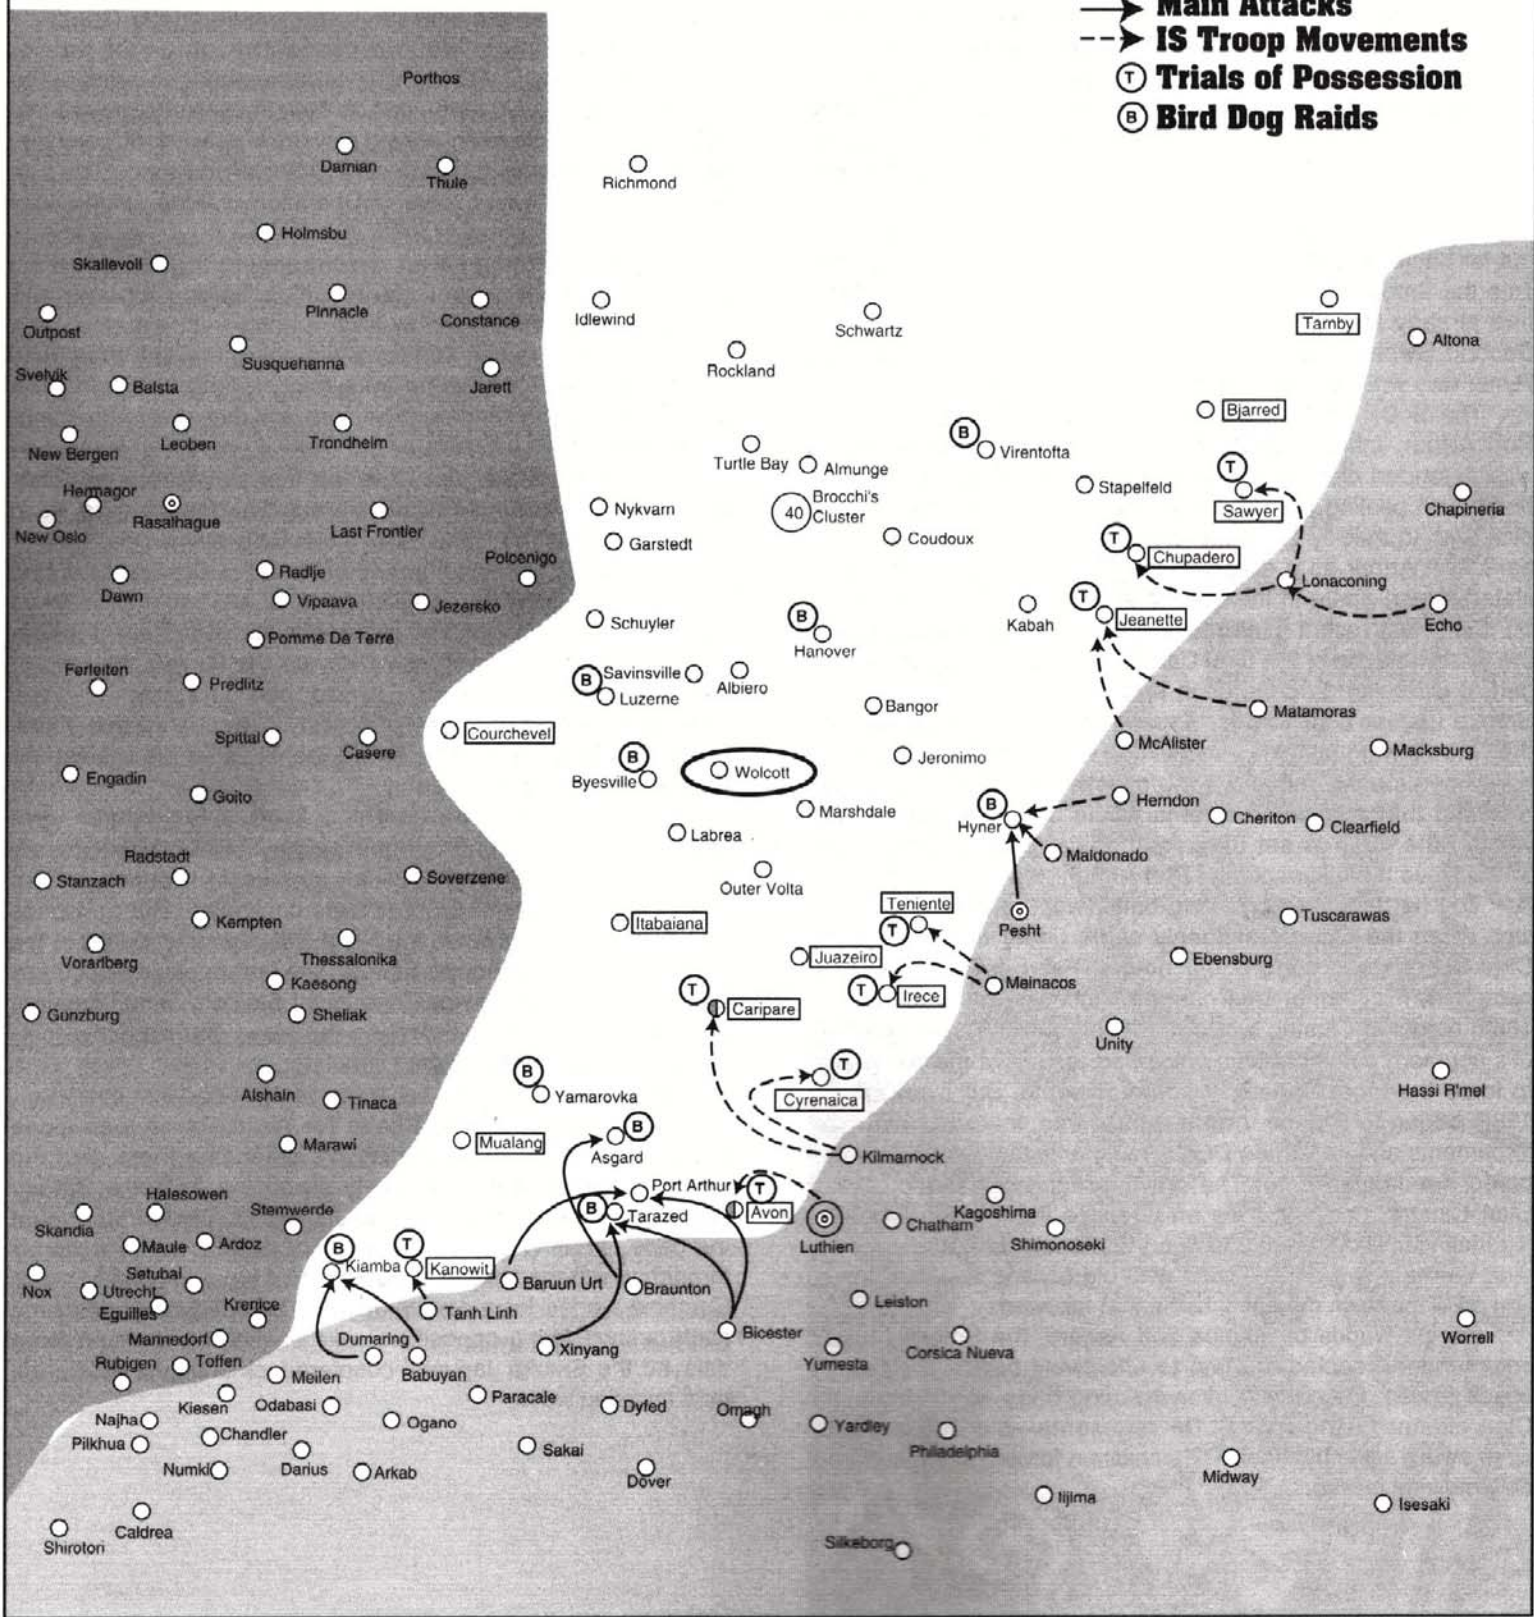 Main Attacks
IS Troop Movements
T Trials of Possession
B Bird Dog Raids
Porthos
Damian
Thule
Richmond
Holmsbu
Skallevoll
Pinnacle
Constance
Idlewind
Schwartz
Tarnby
Outpost
Altona
Susquehanna
Rockland
Svelvik
Balsta
Jarett
Bjarred
B
New Bergen
Leoben
Trondheim
Turtle Bay
Almunge
Virentofta
T
Stapelfeld
Hermagor
Rasalhague
New Oslo
Last Frontier
Nykvarn
40
Brocchi's
Cluster
Sawyer
Chapineria
Garstedt
Coudoux
T
Chupadero
Polcenigo
Dawn
Radlje
Lonaconing
Vipaava
Jezersko
T
Jeanette
Echo
Schuyler
B
Hanover
Kabah
Pomme De Terre
Ferleiten
Predlitz
B
Savinsville
Luzerne
Albiero
Bangor
Matamoras
Spittal
Casere
Courchevel
McAlister
Macksburg
Engadin
B
Byesville
Wolcott
Jeronimo
Goito
Marshdale
B
Hyner
Herndon
Cheriton
Clearfield
Labrea
Maldonado
Radstadt
Stanzach
Soverzene
Outer Volta
Kempten
Itabaiana
Teniente
T
Pesht
Tuscarawas
Vorarlberg
Thessalonika
Juazeiro
Ebensburg
Kaesong
T
Irece
Meinacos
Gunzburg
Sheliak
T
Caripare
Unity
Alshain
Tinaca
B
Yamarovka
T
Cyrenaica
Hassi R'mel
Marawi
Mualang
B
Asgard
Kilmarnock
Halesowen
Skandia
Stemwerde
Port Arthur
T
B
Tarazed
Avon
Luthien
Chatham
Kagoshima
Shimonoseki
Maule
Ardoz
B
Kiamba
T
Kanowit
Nox
Setubal
Utrecht
Eguilles
Baruun Urt
Braunton
Leiston
Krenice
Tanh Linh
Mannedorf
Dumaring
Babuyan
Xinyang
Bicester
Yumesta
Corsica Nueva
Worrell
Rubigen
Toffen
Meilen
Kiesen
Odabasi
Paracale
Dyfed
Omagh
Najha
Ogano
Yardley
Pilkhua
Chandler
Philadelphia
Numki
Darius
Arkab
Sakai
Dover
Midway
Iijima
Isesaki
Caldrea
Shirotori
Silkeborg